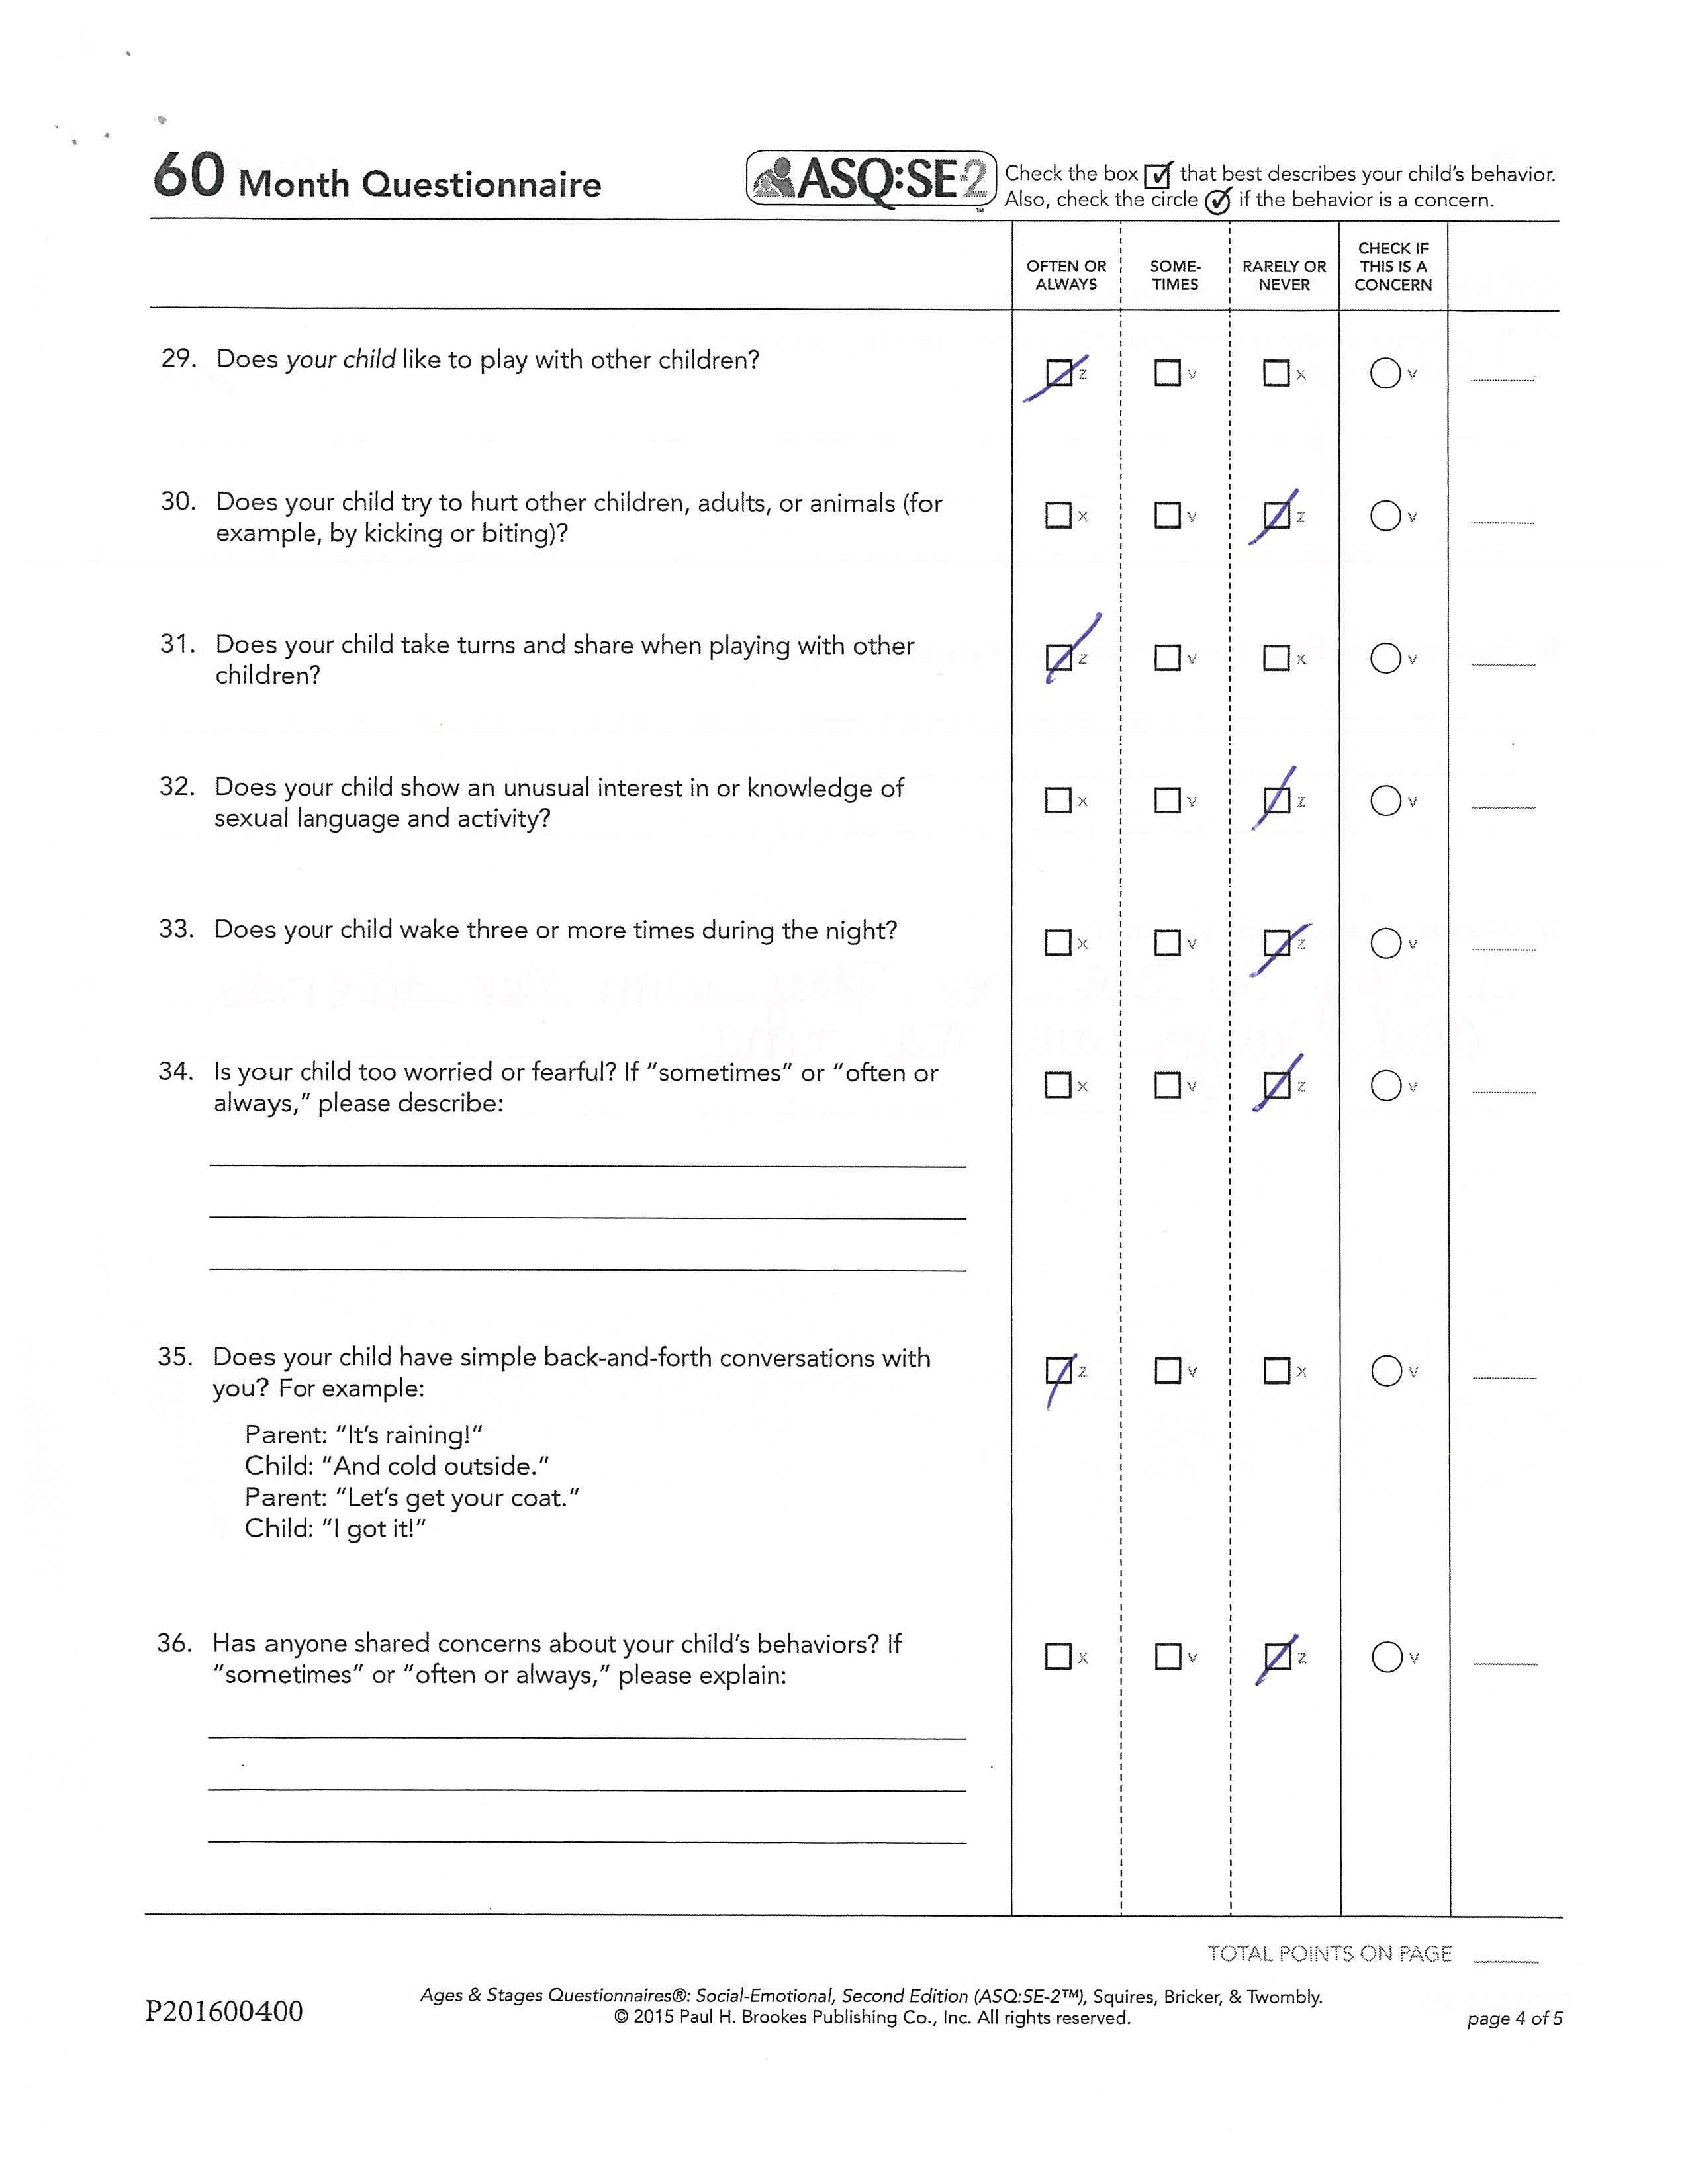 60 Month Questionnaire
ASQ:SE-2™
Check the box ☑ that best describes your child's behavior.
Also, check the circle ✓ if the behavior is a concern.
OFTEN OR ALWAYS
SOME-TIMES
RARELY OR NEVER
CHECK IF THIS IS A CONCERN
29. Does your child like to play with other children?
☑ z ☐ v ☐ x ○ v
30. Does your child try to hurt other children, adults, or animals (for
example, by kicking or biting)?
☐ x ☐ v ☑ z ○ v
31. Does your child take turns and share when playing with other
children?
☑ z ☐ v ☐ x ○ v
32. Does your child show an unusual interest in or knowledge of
sexual language and activity?
☐ x ☐ v ☑ z ○ v
33. Does your child wake three or more times during the night?
☐ x ☐ v ☑ z ○ v
34. Is your child too worried or fearful? If "sometimes" or "often or
always," please describe:
☐ x ☐ v ☑ z ○ v
35. Does your child have simple back-and-forth conversations with
you? For example:
☑ z ☐ v ☐ x ○ v
Parent: "It's raining!"
Child: "And cold outside."
Parent: "Let's get your coat."
Child: "I got it!"
36. Has anyone shared concerns about your child's behaviors? If
"sometimes" or "often or always," please explain:
☐ x ☐ v ☑ z ○ v
TOTAL POINTS ON PAGE
P201600400
Ages & Stages Questionnaires®: Social-Emotional, Second Edition (ASQ:SE-2™), Squires, Bricker, & Twombly.
© 2015 Paul H. Brookes Publishing Co., Inc. All rights reserved.
page 4 of 5